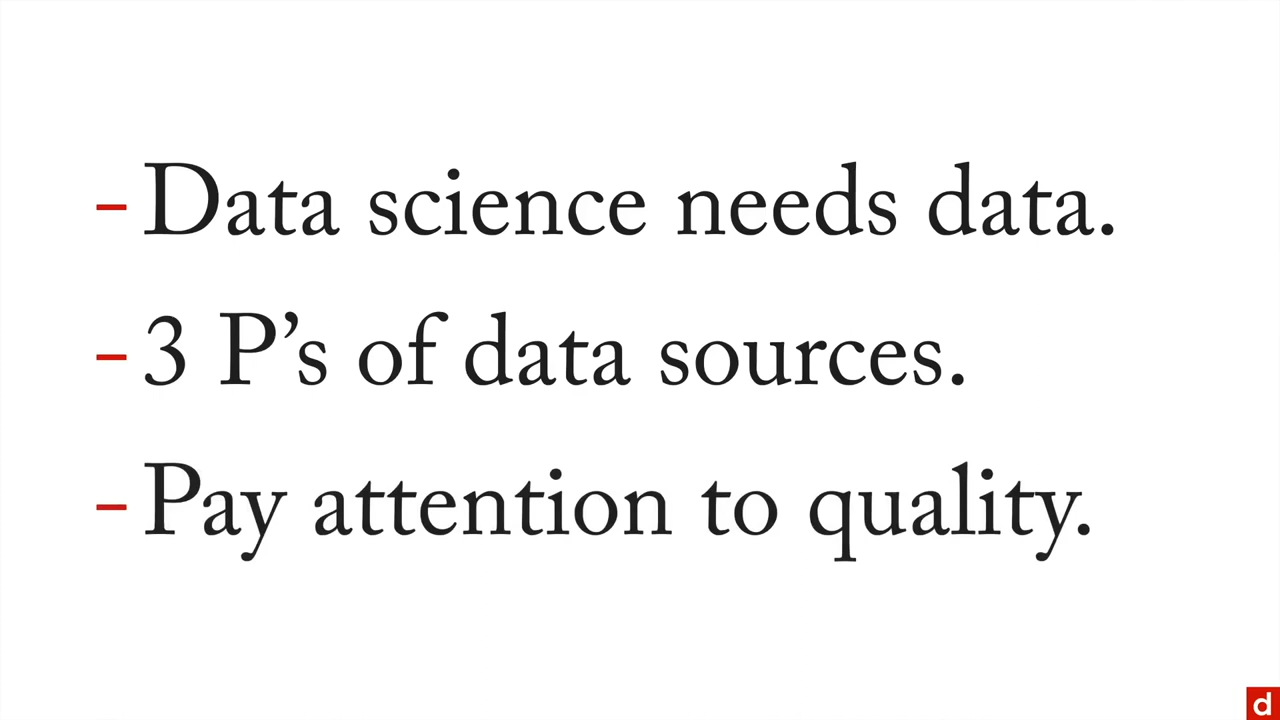 - Data science needs data.
- 3 P’s of data sources.
- Pay attention to quality.
d